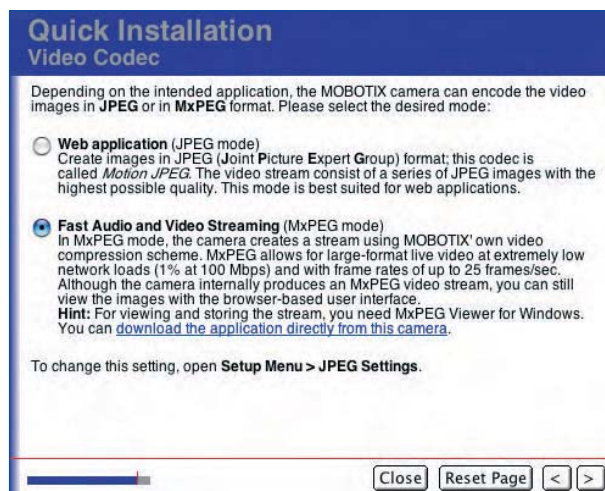 Quick Installation
Video Codec
Depending on the intended application, the MOBOTIX camera can encode the video
images in JPEG or in MxPEG format. Please select the desired mode:
Web application (JPEG mode)
Create images in JPEG (Joint Picture Expert Group) format; this codec is
called Motion JPEG. The video stream consist of a series of JPEG images with the
highest possible quality. This mode is best suited for web applications.
Fast Audio and Video Streaming (MxPEG mode)
In MxPEG mode, the camera creates a stream using MOBOTIX' own video
compression scheme. MxPEG allows for large-format live video at extremely low
network loads (1% at 100 Mbps) and with frame rates of up to 25 frames/sec.
Although the camera internally produces an MxPEG video stream, you can still
view the images with the browser-based user interface.
Hint: For viewing and storing the stream, you need MxPEG Viewer for Windows.
You can download the application directly from this camera.
To change this setting, open Setup Menu > JPEG Settings.
Close Reset Page < >